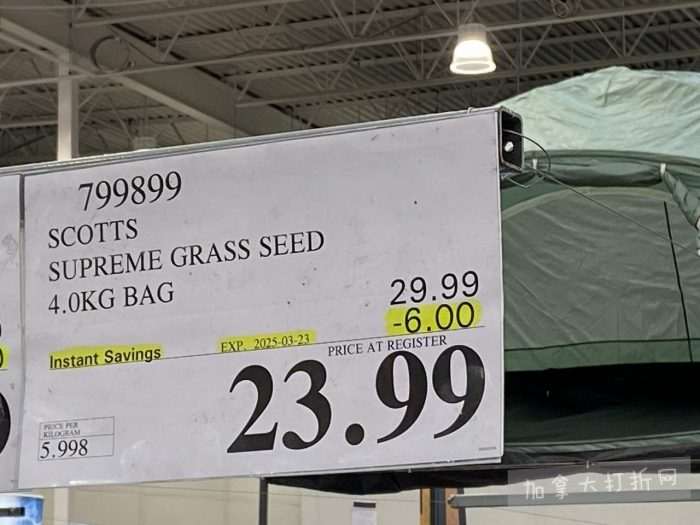 799899
SCOTTS
SUPREME GRASS SEED
4.0KG BAG
29.99
-6.00
Instant Savings
EXP. 2025-03-23
PRICE AT REGISTER
23.99
PRICE PER
KILOGRAM
5.998
加拿大打折网